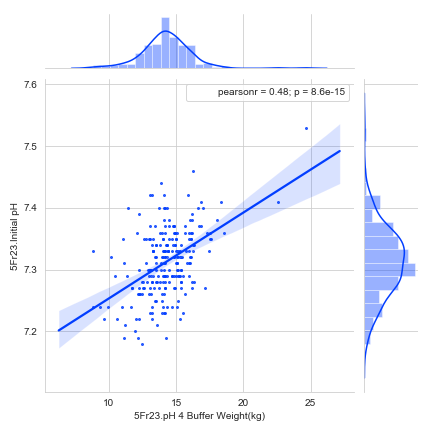 pearsonr = 0.48; p = 8.6e-15
7.6
7.5
7.4
7.3
7.2
5Fr23.Initial pH
10 15 20 25
5Fr23.pH 4 Buffer Weight(kg)